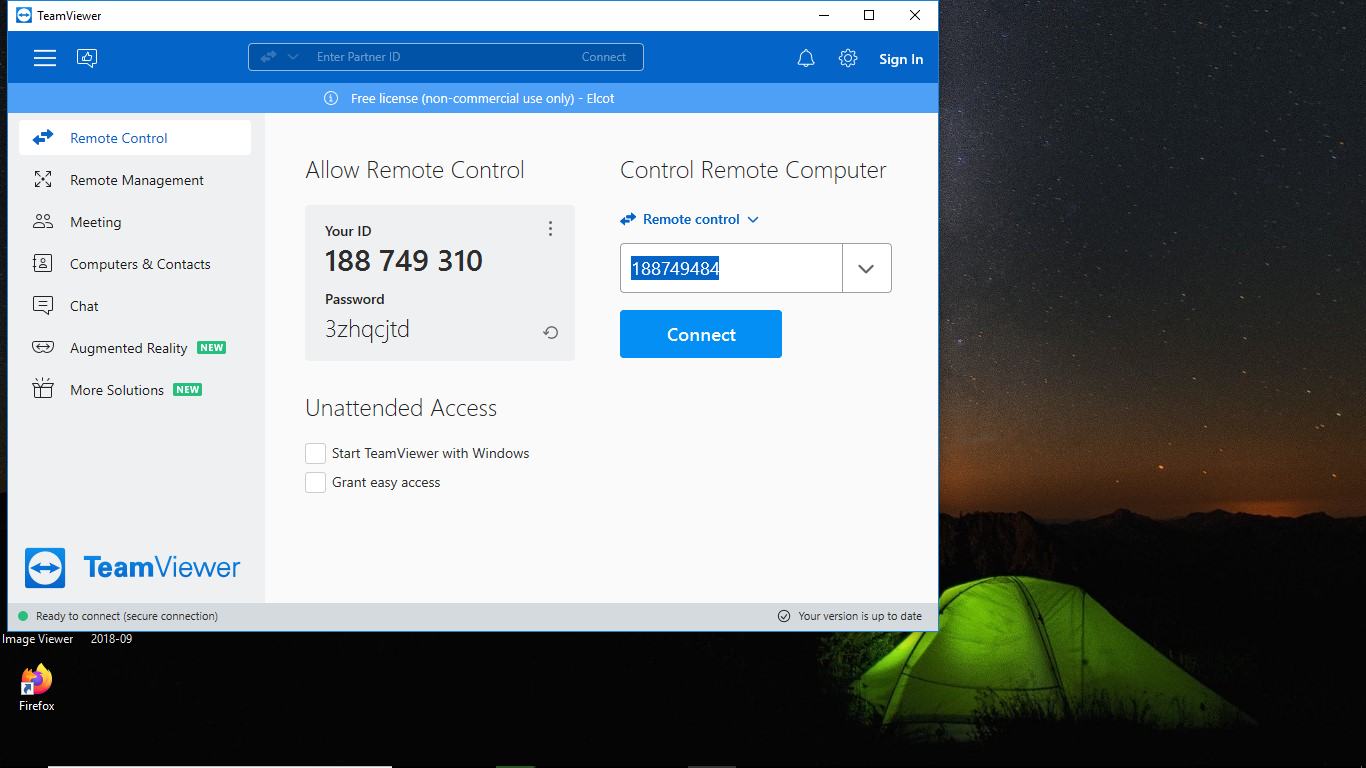 TeamViewer
Enter Partner ID
Connect
Sign In
Free license (non-commercial use only) - Elcot
Remote Control
Remote Management
Meeting
Computers & Contacts
Chat
Augmented Reality NEW
More Solutions NEW
TeamViewer
Allow Remote Control
Your ID
188 749 310
Password
3zhqcjtd
Unattended Access
Start TeamViewer with Windows
Grant easy access
Control Remote Computer
Remote control
188749484
Connect
Ready to connect (secure connection)
Your version is up to date
Image Viewer
2018-09
Firefox